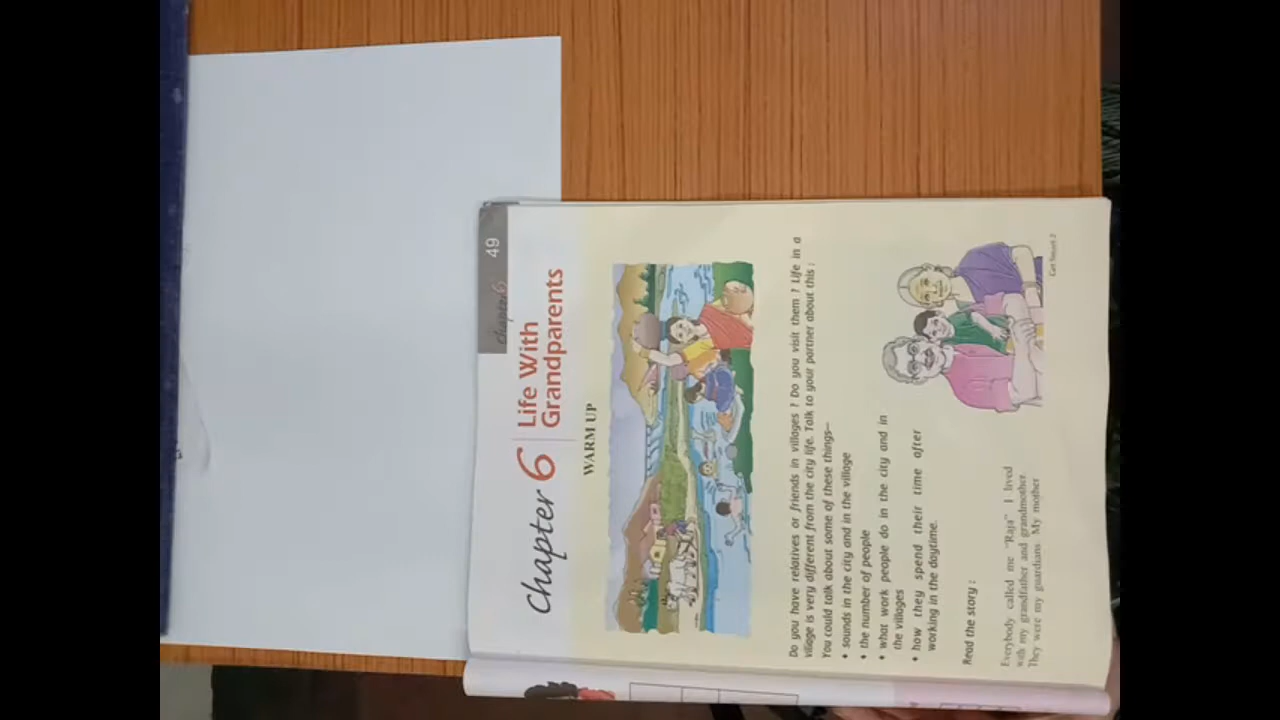 chapter 6 49
Chapter 6
Life With
Grandparents
WARM UP
Do you have relatives or friends in villages ? Do you visit them ? Life in a
village is very different from the city life. Talk to your partner about this :
You could talk about some of these things—
• sounds in the city and in the village
• the number of people
• what work people do in the city and in
the villages
• how they spend their time after
working in the daytime.
Read the story :
Everybody called me "Raja" I lived
with my grandfather and grandmother
They were my guardians My mother
Get Smart 2